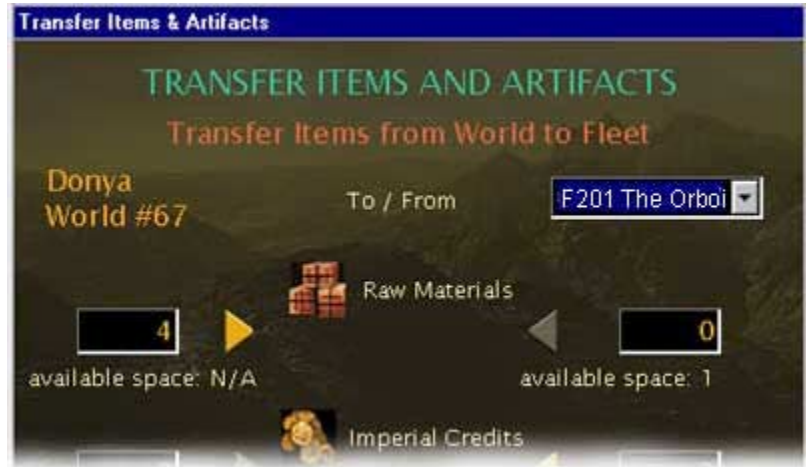 Transfer Items & Artifacts
TRANSFER ITEMS AND ARTIFACTS
Transfer Items from World to Fleet
Donya
World #67
To / From
F201 The Orboi
Raw Materials
4
0
available space: N/A
available space: 1
Imperial Credits